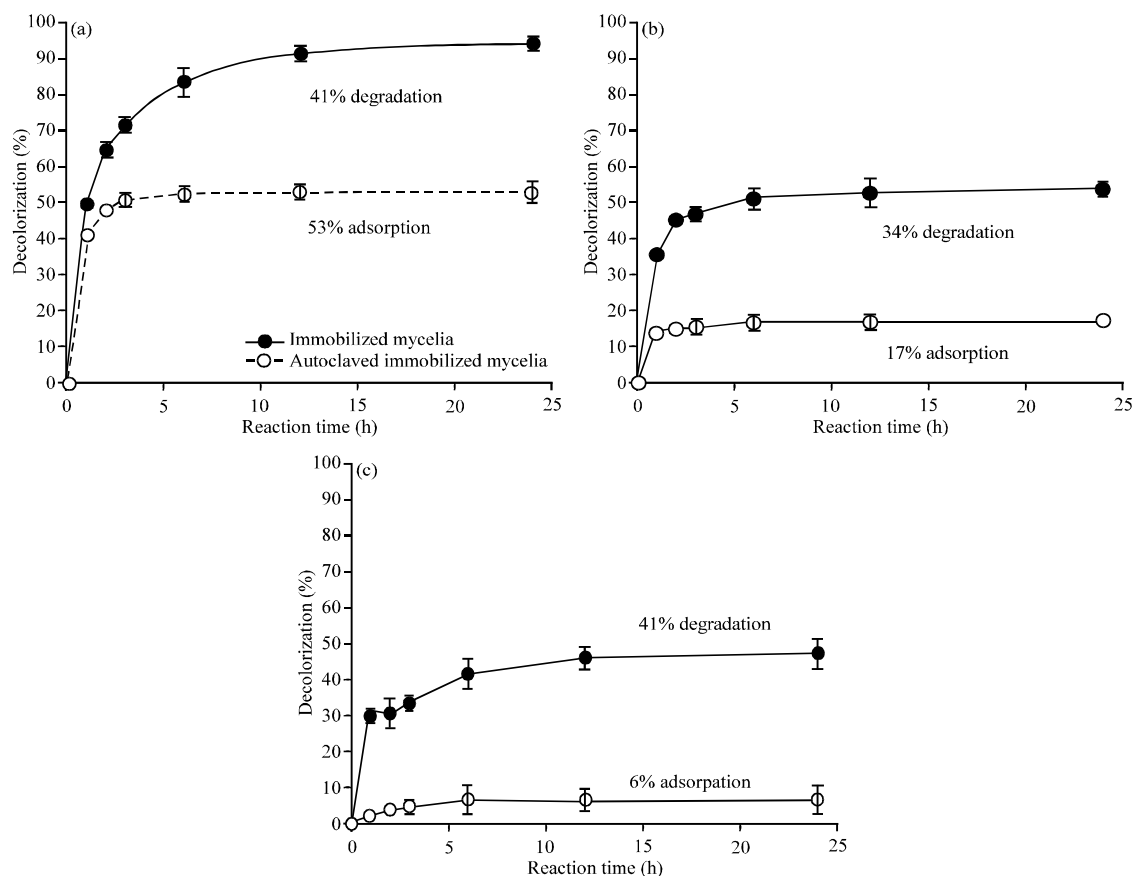 (a)
100
90
80
70
60
50
40
30
20
10
0
Decolorization (%)
41% degradation
53% adsorption
Immobilized mycelia
Autoclaved immobilized mycelia
0 5 10 15 20 25
Reaction time (h)
(b)
100
90
80
70
60
50
40
30
20
10
0
Decolorization (%)
34% degradation
17% adsorption
0 5 10 15 20 25
Reaction time (h)
(c)
100
90
80
70
60
50
40
30
20
10
0
Decolorization (%)
41% degradation
6% adsorpation
0 5 10 15 20 25
Reaction time (h)